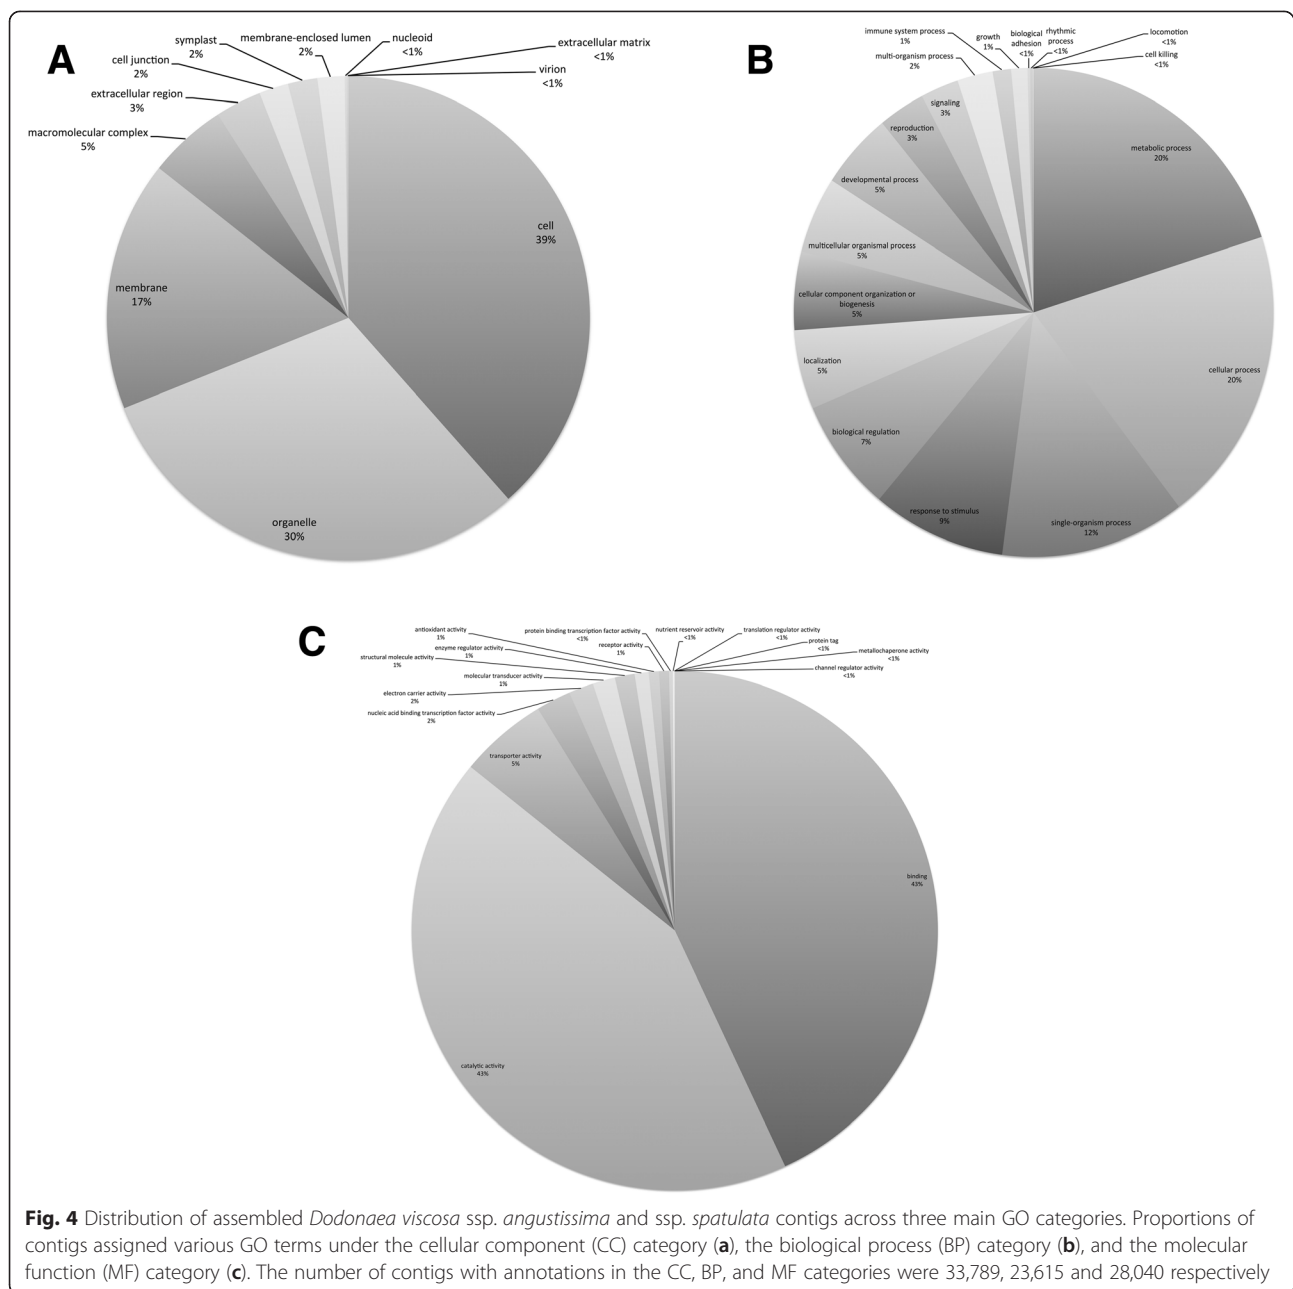 A
symplast
2%
membrane-enclosed lumen
2%
nucleoid
<1%
extracellular matrix
<1%
virion
<1%
cell junction
2%
extracellular region
3%
macromolecular complex
5%
cell
39%
membrane
17%
organelle
30%
B
immune system process
1%
growth
1%
biological
adhesion
<1%
rhythmic
process
<1%
locomotion
<1%
cell killing
<1%
multi-organism process
2%
signaling
3%
reproduction
3%
developmental process
5%
multicellular organismal process
5%
cellular component organization or
biogenesis
5%
localization
5%
biological regulation
7%
response to stimulus
9%
single-organism process
12%
cellular process
20%
metabolic process
20%
C
antioxidant activity
1%
enzyme regulator activity
1%
structural molecule activity
1%
molecular transducer activity
1%
electron carrier activity
2%
nucleic acid binding transcription factor activity
2%
protein binding transcription factor activity
<1%
receptor activity
1%
nutrient reservoir activity
<1%
translation regulator activity
<1%
protein tag
<1%
metallochaperone activity
<1%
channel regulator activity
<1%
transporter activity
5%
binding
43%
catalytic activity
43%
Fig. 4 Distribution of assembled Dodonaea viscosa ssp. angustissima and ssp. spatulata contigs across three main GO categories. Proportions of
contigs assigned various GO terms under the cellular component (CC) category (a), the biological process (BP) category (b), and the molecular
function (MF) category (c). The number of contigs with annotations in the CC, BP, and MF categories were 33,789, 23,615 and 28,040 respectively